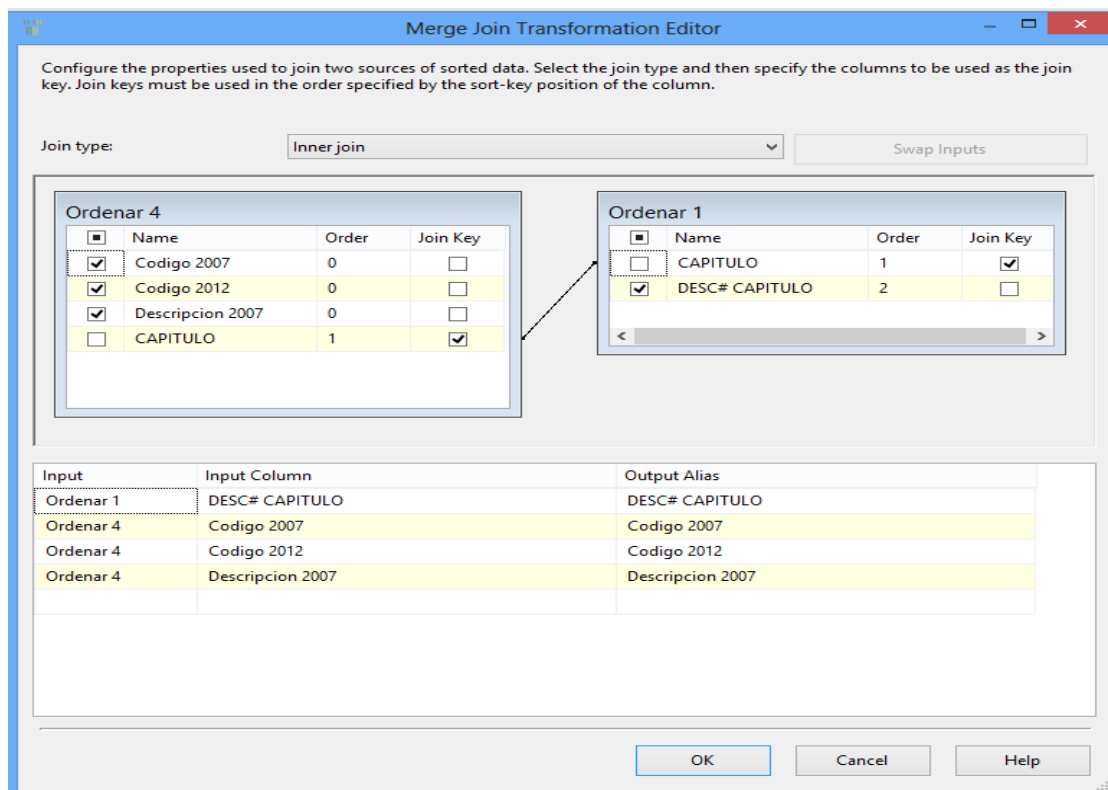 Merge Join Transformation Editor
Configure the properties used to join two sources of sorted data. Select the join type and then specify the columns to be used as the join
key. Join keys must be used in the order specified by the sort-key position of the column.
Join type: Inner join Swap Inputs
Ordenar 4
Name Order Join Key
Codigo 2007 0
Codigo 2012 0
Descripcion 2007 0
CAPITULO 1
Ordenar 1
Name Order Join Key
CAPITULO 1
DESC# CAPITULO 2
Input Input Column Output Alias
Ordenar 1 DESC# CAPITULO DESC# CAPITULO
Ordenar 4 Codigo 2007 Codigo 2007
Ordenar 4 Codigo 2012 Codigo 2012
Ordenar 4 Descripcion 2007 Descripcion 2007
OK Cancel Help